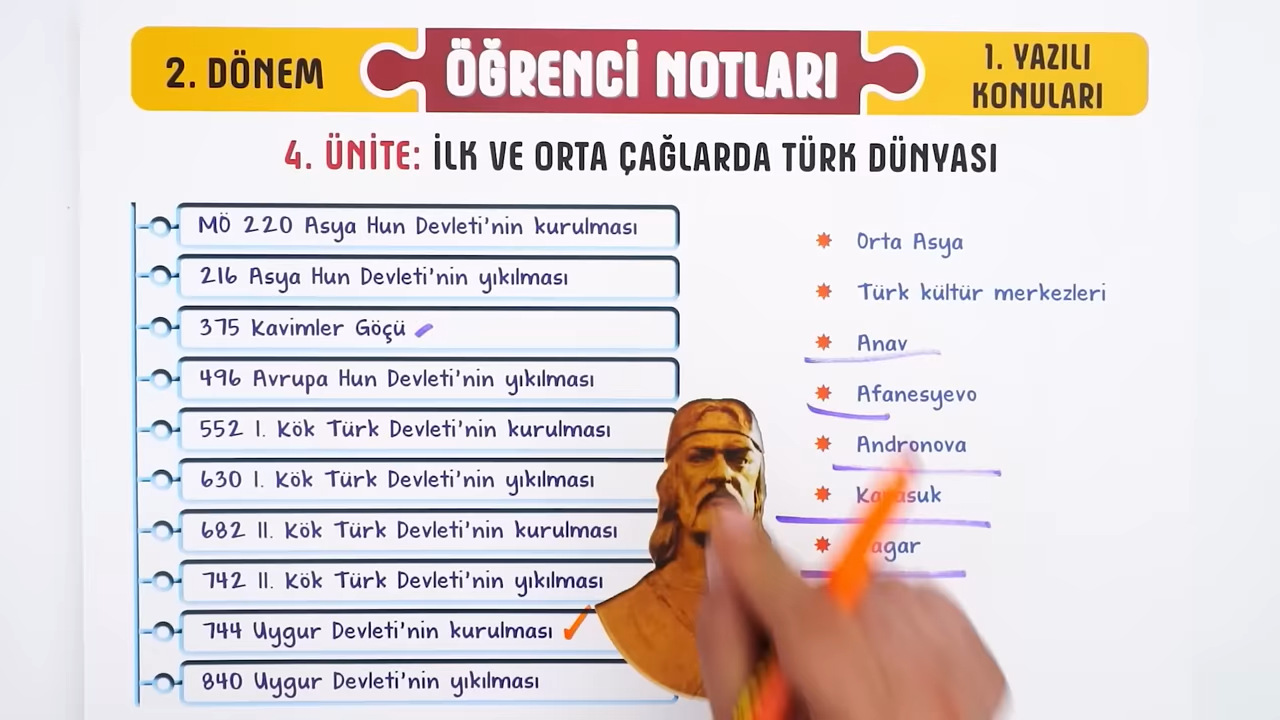 2. DÖNEM
ÖĞRENCİ NOTLARI
1. YAZILI
KONULARI
4. ÜNİTE: İLK VE ORTA ÇAĞLARDA TÜRK DÜNYASI
MÖ 220 Asya Hun Devleti'nin kurulması
216 Asya Hun Devleti'nin yıkılması
375 Kavimler Göçü
496 Avrupa Hun Devleti'nin yıkılması
552 I. Kök Türk Devleti'nin kurulması
630 I. Kök Türk Devleti'nin yıkılması
682 II. Kök Türk Devleti'nin kurulması
742 II. Kök Türk Devleti'nin yıkılması
744 Uygur Devleti'nin kurulması
840 Uygur Devleti'nin yıkılması
Orta Asya
Türk kültür merkezleri
Anav
Afanesyevo
Andronova
Karasuk